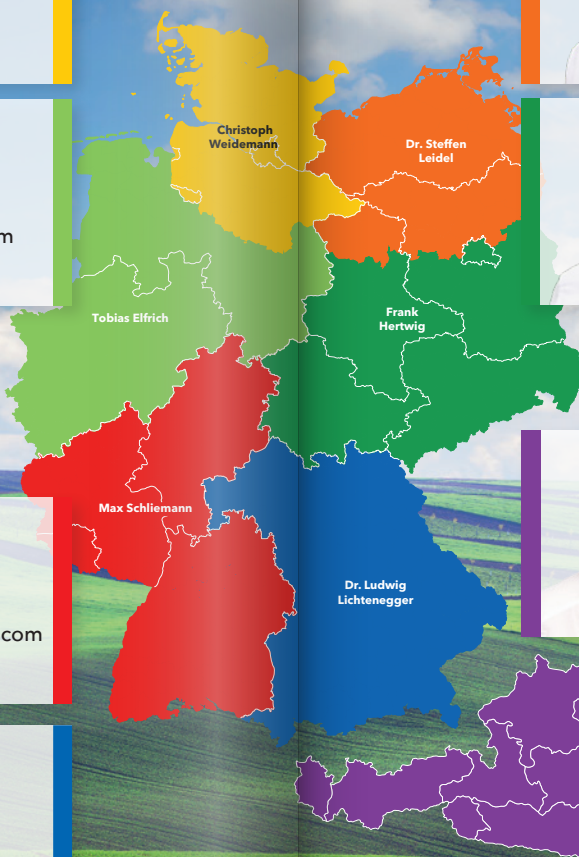 Christoph
Weidemann
Dr. Steffen
Leidel
m
Tobias Elfrich
Frank
Hertwig
Max Schliemann
Dr. Ludwig
Lichtenegger
com